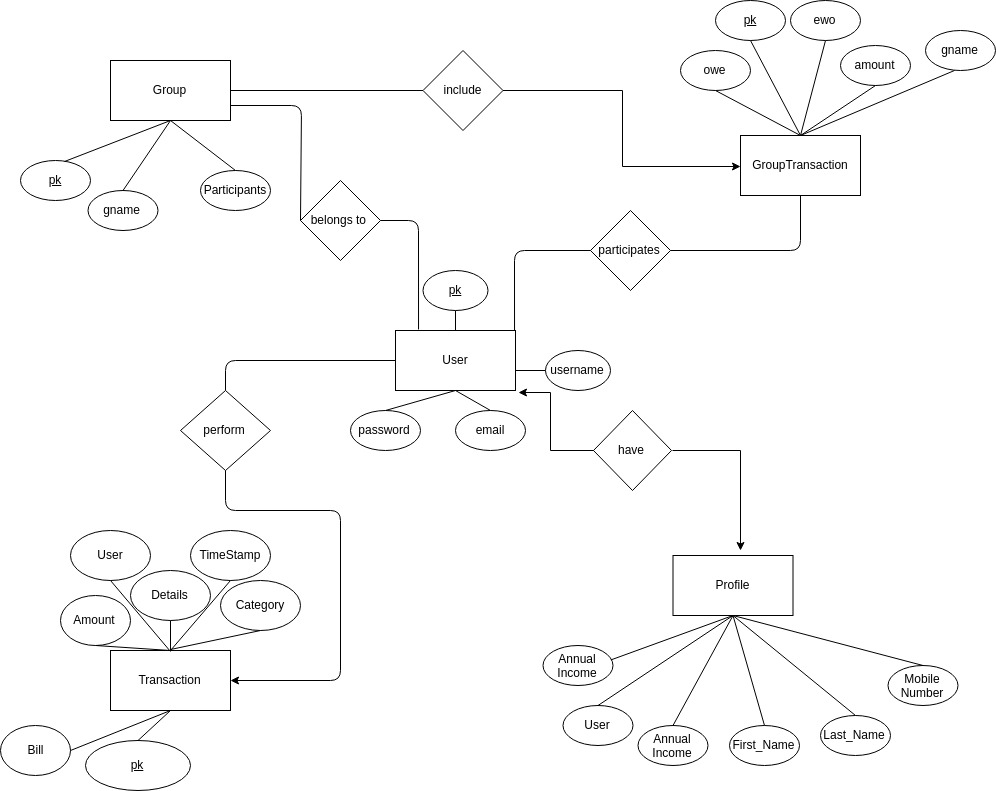 pk
ewo
owe
amount
gname
Group
include
GroupTransaction
pk
gname
Participants
belongs to
participates
pk
User
username
password
email
perform
have
User
TimeStamp
Details
Amount
Category
Transaction
Bill
pk
Profile
Annual
Income
User
Annual
Income
First_Name
Last_Name
Mobile
Number